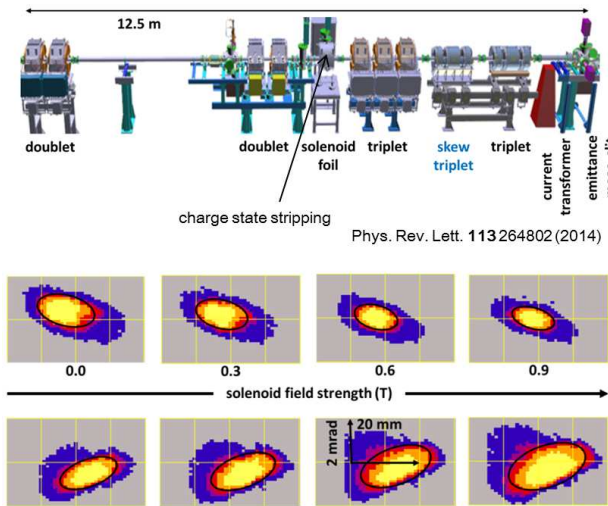 12.5 m
doublet
doublet
solenoid
foil
triplet
skew
triplet
triplet
current
transformer
emittance
charge state stripping
Phys. Rev. Lett. 113 264802 (2014)
0.0 0.3 0.6 0.9
solenoid field strength (T)
20 mm
2 mrad